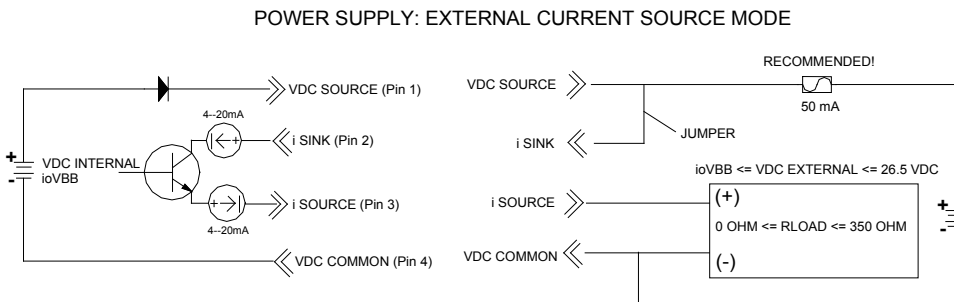 POWER SUPPLY: EXTERNAL CURRENT SOURCE MODE
VDC SOURCE (Pin 1)
4--20mA
i SINK (Pin 2)
+
VDC INTERNAL
-
ioVBB
i SOURCE (Pin 3)
4--20mA
VDC COMMON (Pin 4)
RECOMMENDED!
VDC SOURCE
50 mA
JUMPER
i SINK
ioVBB <= VDC EXTERNAL <= 26.5 VDC
i SOURCE
(+)
0 OHM <= RLOAD <= 350 OHM
+
-
VDC COMMON
(-)